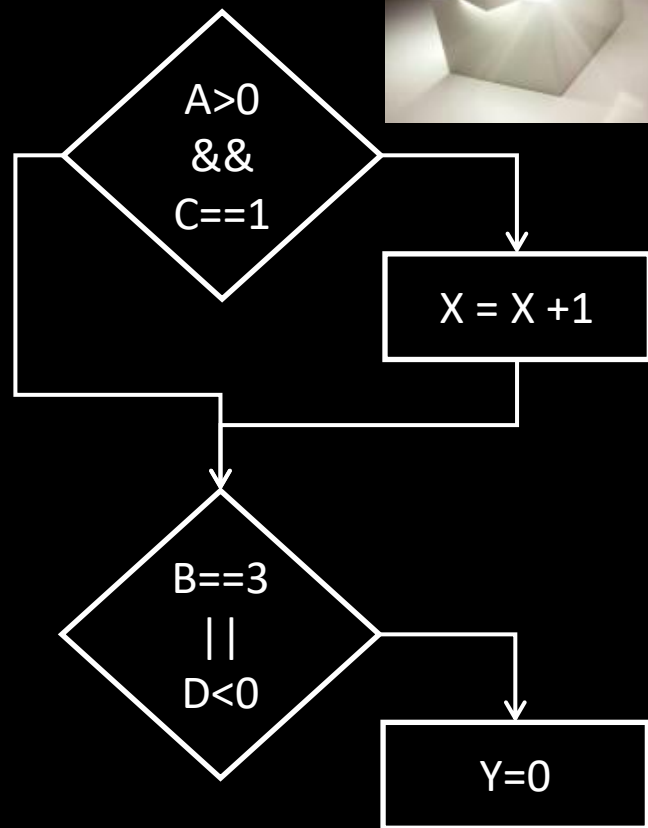 A>0
&&
C==1
X = X +1
B==3
||
D<0
Y=0